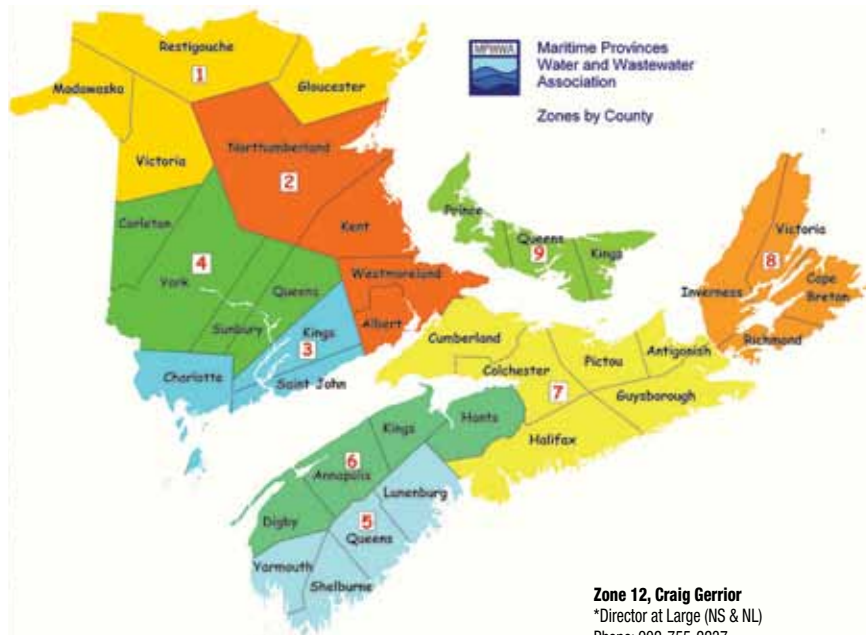 MPWWA
Maritime Provinces
Water and Wastewater
Association
Zones by County
Restigouche
1
Madawaska
Gloucester
Victoria
Northumberland
2
Kent
Carleton
4
York
Queens
Sunbury
Westmoreland
Albert
Kings
3
Charlotte
Saint John
Prince
Queens
9
Kings
Victoria
8
Cape
Breton
Inverness
Richmond
Cumberland
Colchester
Pictou
Antigonish
7
Guysborough
Halifax
Hants
Kings
6
Annapolis
Digby
Lunenburg
5
Queens
Yarmouth
Shelburne
Zone 12, Craig Gerrior
*Director at Large (NS & NL)